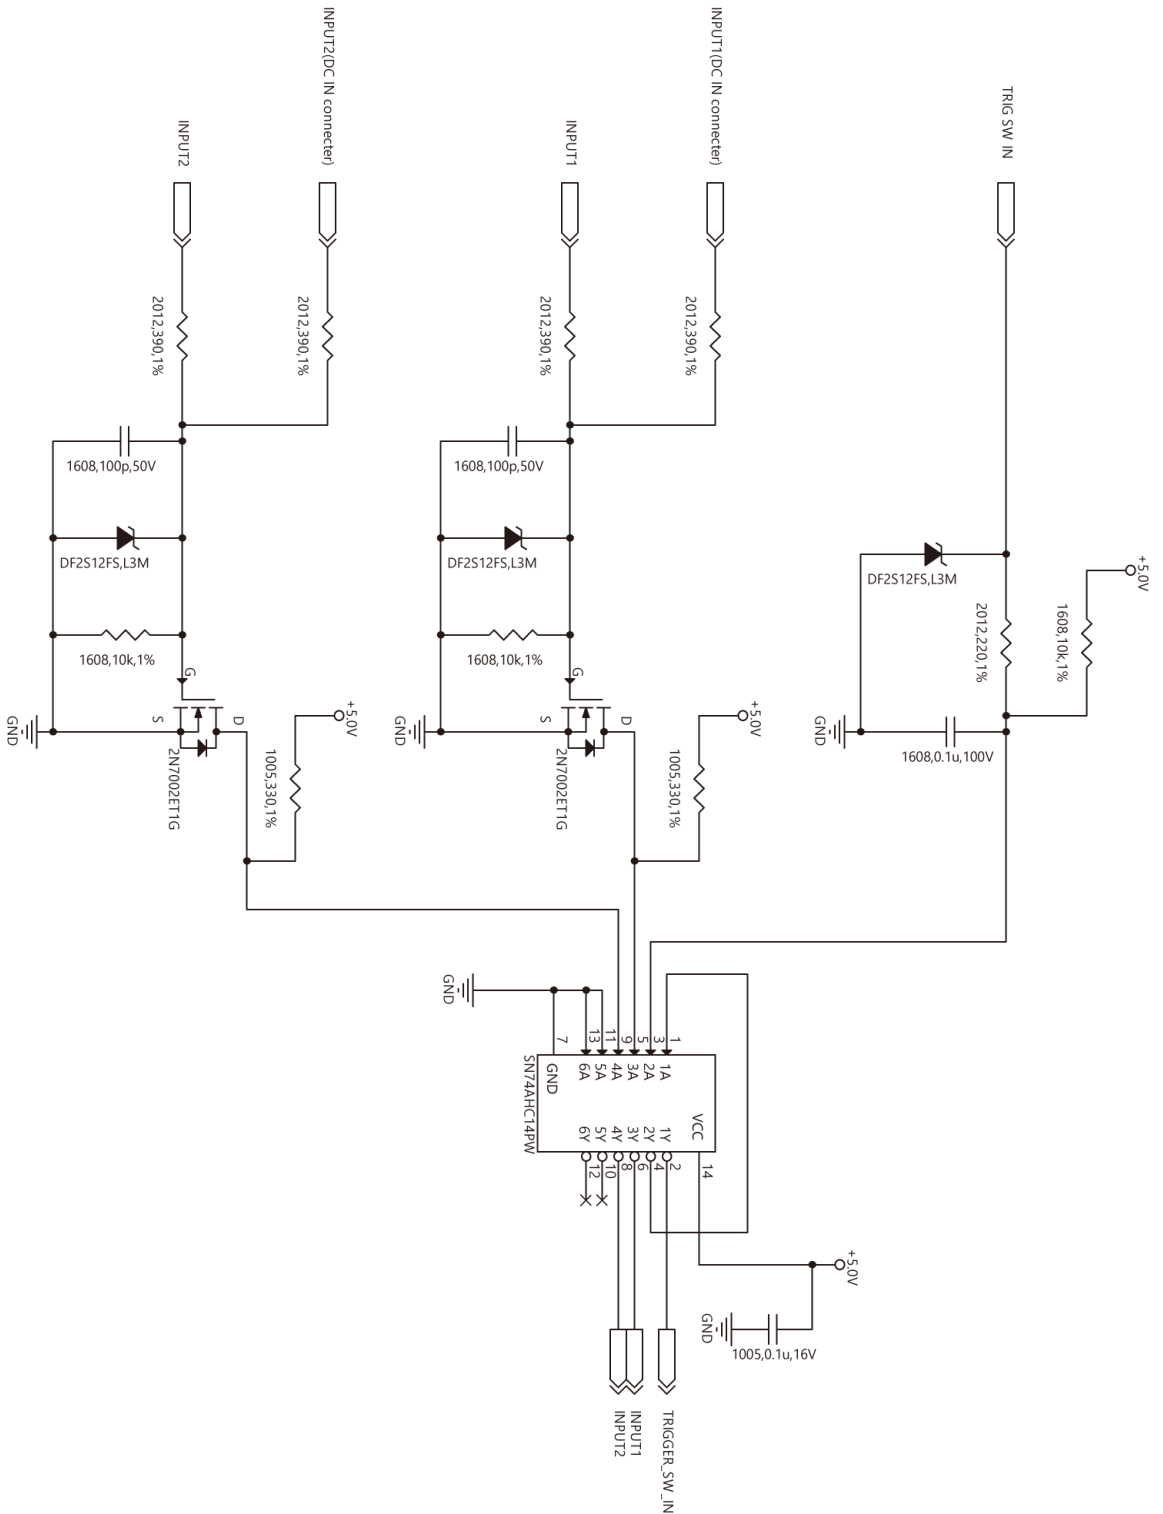 TRIG SW IN
+5.0V
1608,10k,1%
2012,220,1%
DF2S12FS,L3M
1608,0.1u,100V
GND
INPUT1(DC IN connecter)
2012,390,1%
INPUT1
2012,390,1%
1608,100p,50V
DF2S12FS,L3M
1608,10k,1%
G
D
S
2N7002ET1G
GND
+5.0V
1005,330,1%
INPUT2(DC IN connecter)
2012,390,1%
INPUT2
2012,390,1%
1608,100p,50V
DF2S12FS,L3M
1608,10k,1%
G
D
S
2N7002ET1G
GND
+5.0V
1005,330,1%
GND
1
3
5
9
11
13
7
1A
2A
3A
4A
5A
6A
GND
VCC
1Y
2Y
3Y
4Y
5Y
6Y
14
2
4
6
8
10
12
SN74AHC14PW
+5.0V
1005,0.1u,16V
GND
TRIGGER_SW_IN
INPUT1
INPUT2